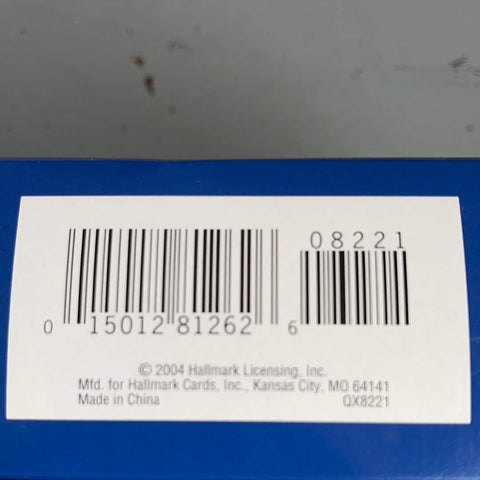 08221
0 15012 81262 6
© 2004 Hallmark Licensing, Inc.
Mfd. for Hallmark Cards, Inc., Kansas City, MO 64141
Made in China QX8221